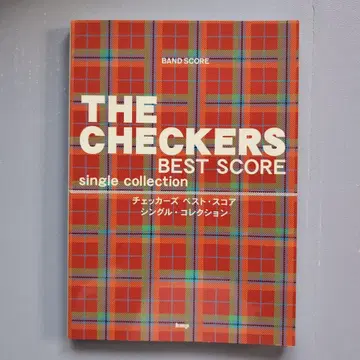 BAND SCORE
THE
CHECKERS
BEST SCORE
single collection
チェッカーズ ベスト・スコア
シングル・コレクション
kmp